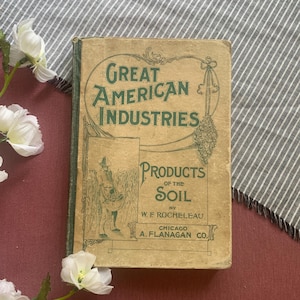 GREAT
AMERICAN
INDUSTRIES
PRODUCTS
OF THE
SOIL
BY
W. F. ROCHELEAU
CHICAGO
A. FLANAGAN CO.